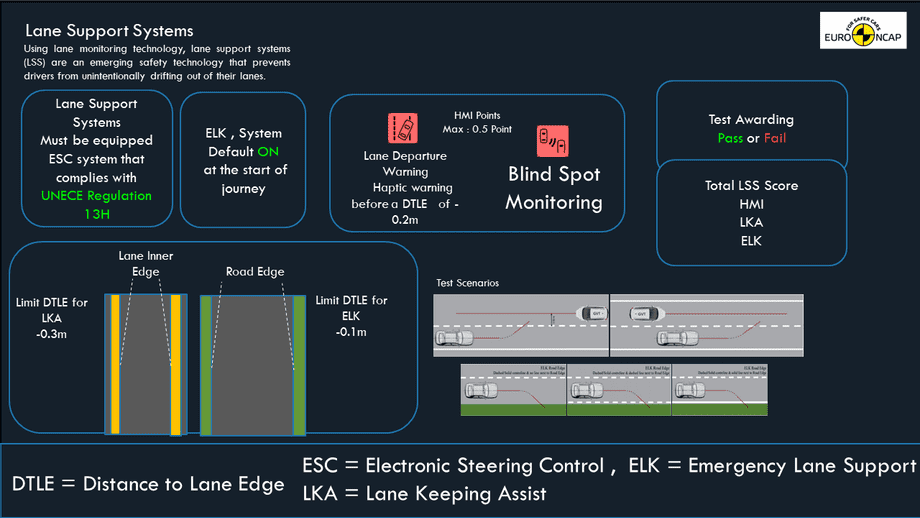 Lane Support Systems
Using lane monitoring technology, lane support systems
(LSS) are an emerging safety technology that prevents
drivers from unintentionally drifting out of their lanes.
FOR SAFER CARS
EURO NCAP
Lane Support
Systems
Must be equipped
ESC system that
complies with
UNECE Regulation
13H
ELK , System
Default ON
at the start of
journey
HMI Points
Max : 0.5 Point
Lane Departure
Warning
Haptic warning
before a DTLE of -
0.2m
Blind Spot
Monitoring
Test Awarding
Pass or Fail
Total LSS Score
HMI
LKA
ELK
Lane Inner
Edge
Road Edge
Limit DTLE for
LKA
-0.3m
Limit DTLE for
ELK
-0.1m
Test Scenarios
GVT
GVT
ELK Road Edge
ELK Road Edge
ELK Road Edge
DTLE = Distance to Lane Edge
ESC = Electronic Steering Control , ELK = Emergency Lane Support
LKA = Lane Keeping Assist